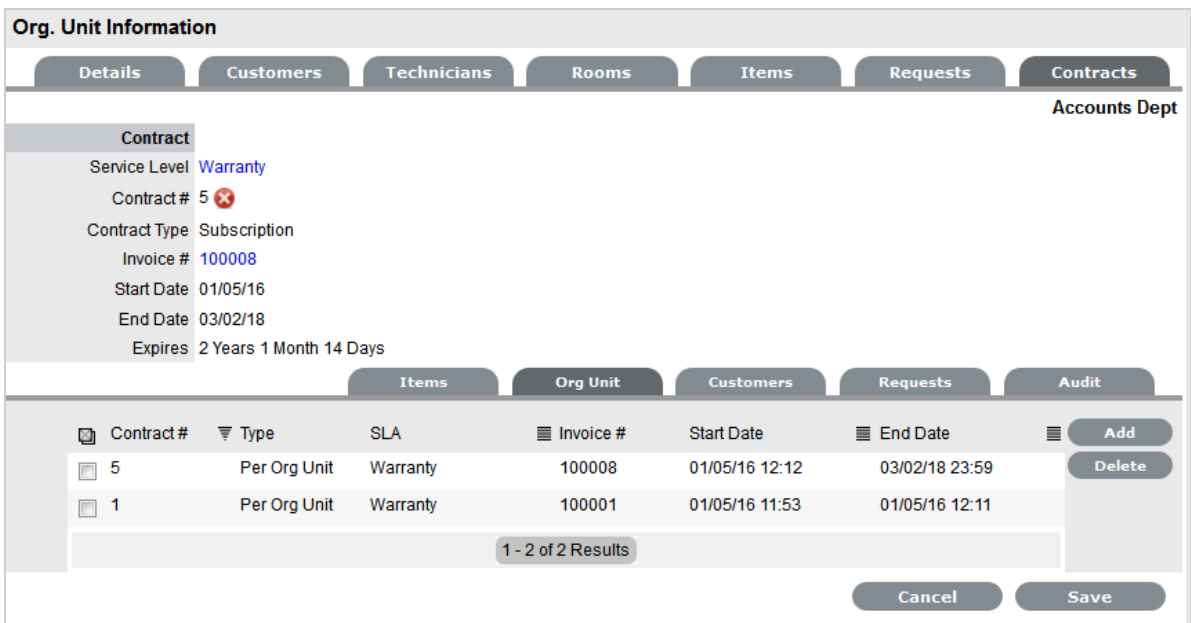 Org. Unit Information
Details Customers Technicians Rooms Items Requests Contracts
Accounts Dept
Contract
Service Level Warranty
Contract # 5
Contract Type Subscription
Invoice # 100008
Start Date 01/05/16
End Date 03/02/18
Expires 2 Years 1 Month 14 Days
Items Org Unit Customers Requests Audit
Contract # Type SLA Invoice # Start Date End Date Add
5 Per Org Unit Warranty 100008 01/05/16 12:12 03/02/18 23:59 Delete
1 Per Org Unit Warranty 100001 01/05/16 11:53 01/05/16 12:11
1 - 2 of 2 Results
Cancel Save